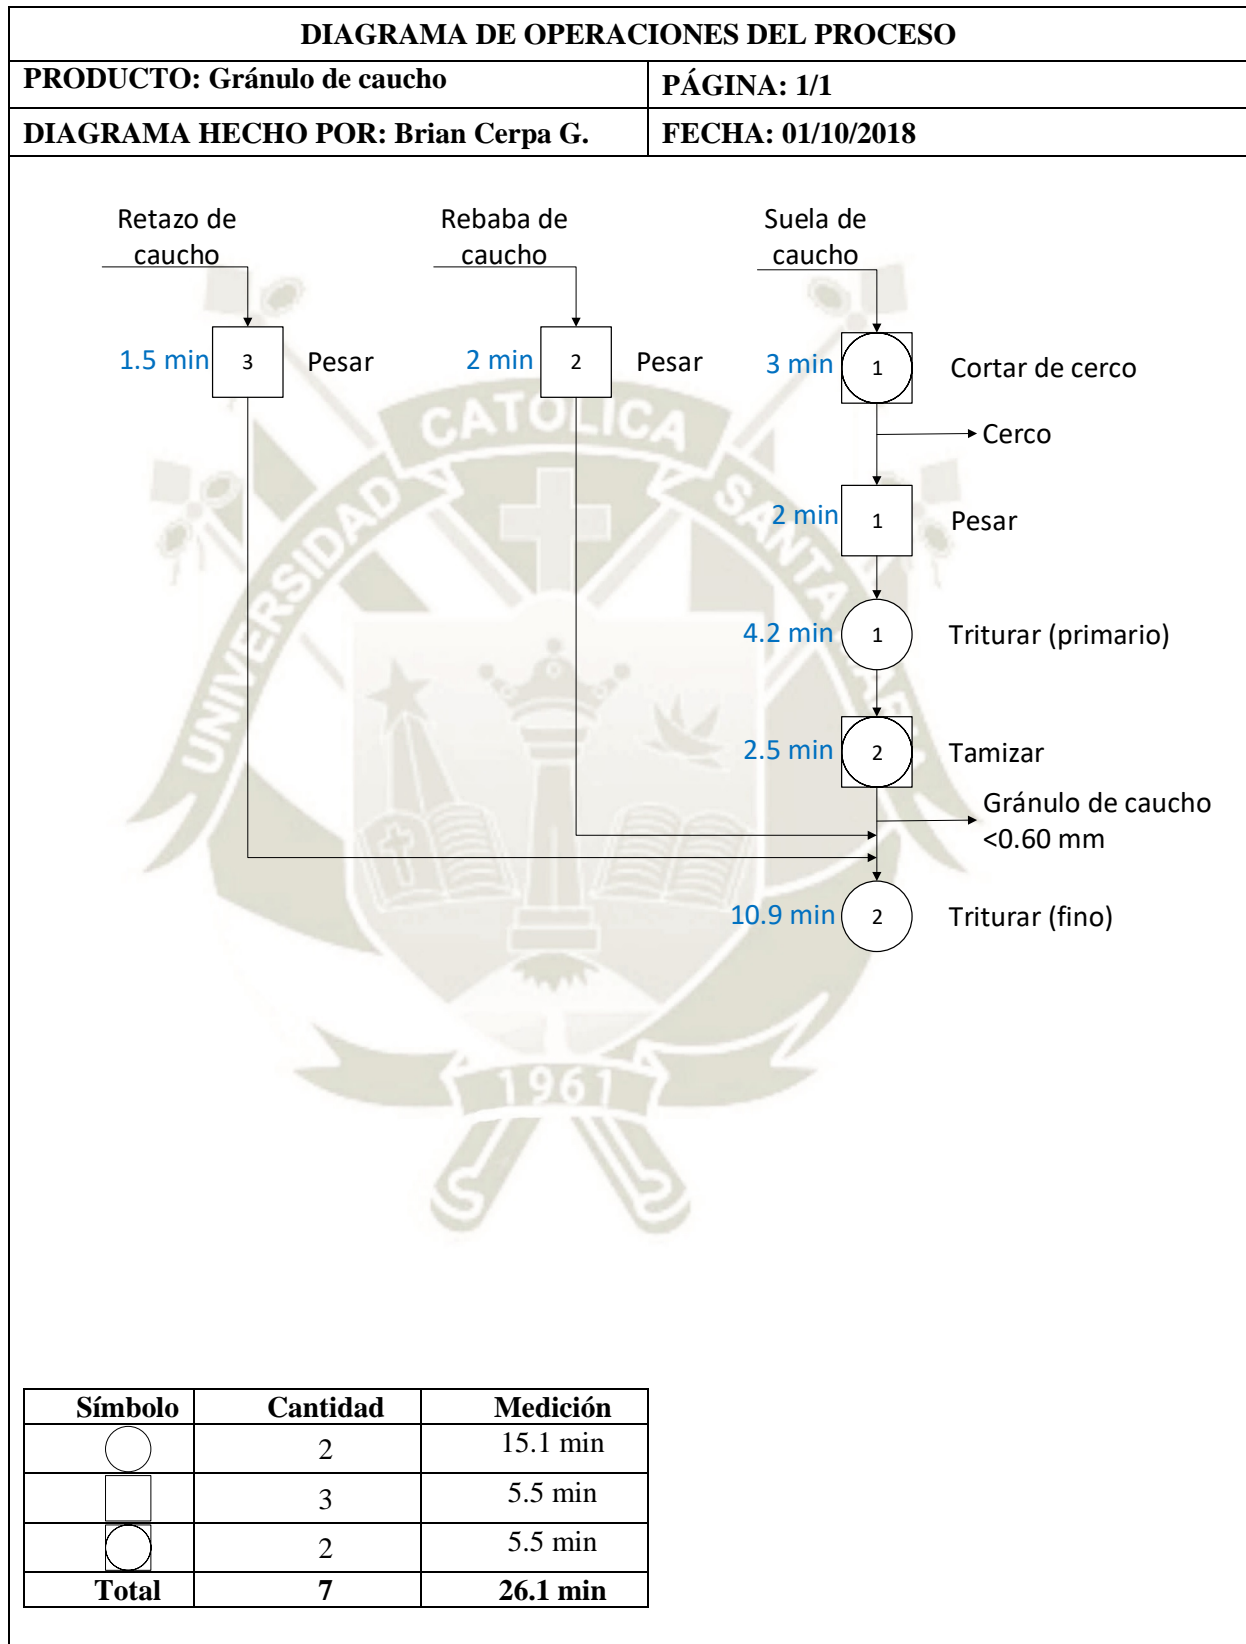 DIAGRAMA DE OPERACIONES DEL PROCESO
PRODUCTO: Gránulo de caucho
PÁGINA: 1/1
DIAGRAMA HECHO POR: Brian Cerpa G.
FECHA: 01/10/2018
Retazo de
caucho
Rebaba de
caucho
Suela de
caucho
1.5 min
3
Pesar
2 min
2
Pesar
3 min
1
Cortar de cerco
Cerco
2 min
1
Pesar
4.2 min
1
Triturar (primario)
2.5 min
2
Tamizar
Gránulo de caucho
<0.60 mm
10.9 min
2
Triturar (fino)
UNIVERSIDAD CATOLICA SANTA MARIA
1961
Símbolo Cantidad Medición
2 15.1 min
3 5.5 min
2 5.5 min
Total 7 26.1 min